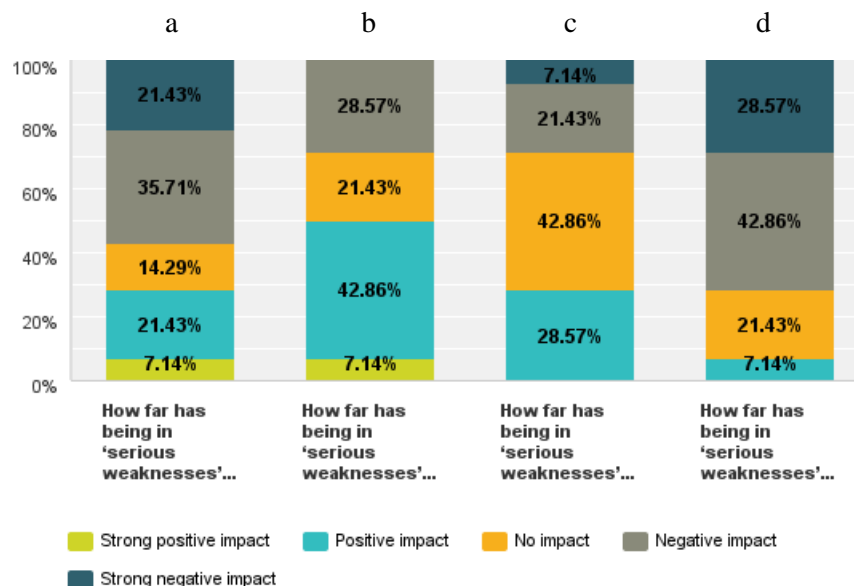 a b c d
100%
7.14%
21.43% 28.57%
28.57% 21.43%
80%
35.71% 21.43%
60%
42.86% 42.86%
40%
14.29% 42.86%
28.57%
20%
21.43% 21.43%
7.14% 7.14% 7.14%
0%
How far has How far has How far has How far has
being in being in being in being in
‘serious ‘serious ‘serious ‘serious
weaknesses’... weaknesses’... weaknesses’... weaknesses’...
Strong positive impact Positive impact No impact Negative impact
Strong negative impact